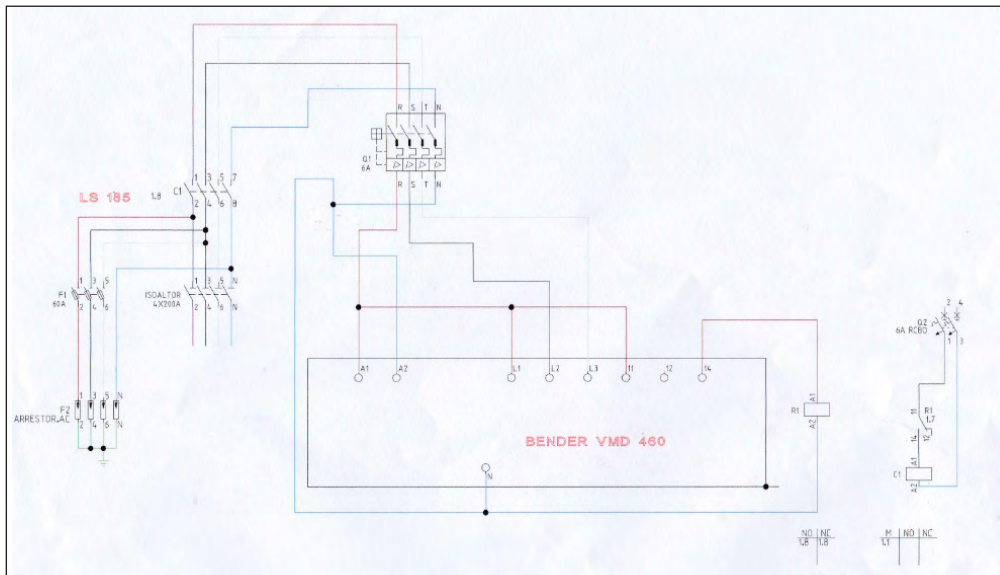 R S T N
Q1
6A
R S T N
1 3 5 7
C1
2 4 6 8
LS 185
1.8
1 3 5
F1
60A
2 4 6
1 3 5 N
ISOALTOR
4X200A
2 4 6 N
1 3 5 N
F2
ARRESTOR,AC
2 4 6 N
A1 A2 L1 L2 L3 11 12 14
BENDER VMD 460
N
A1
R1
A2
2 4
Q2
6A RCBO
1 3
11
R1
1.7
14 12
A1
C1
A2
NO NC
1.8 1.8
M NO NC
1.1